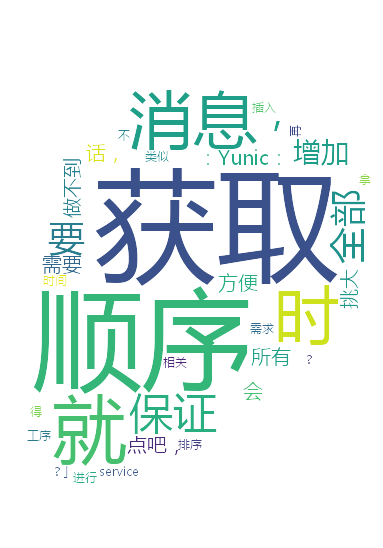 插入
消息
，
再
不
话，
类似
：Yunic：
增加
做不到
获取
拿
要
全部
需要
时间
方便
挑大
顺序
时
需求
所有
相关
？
会
得
就
保证
工序
点吧，
排序
？」
进行
service